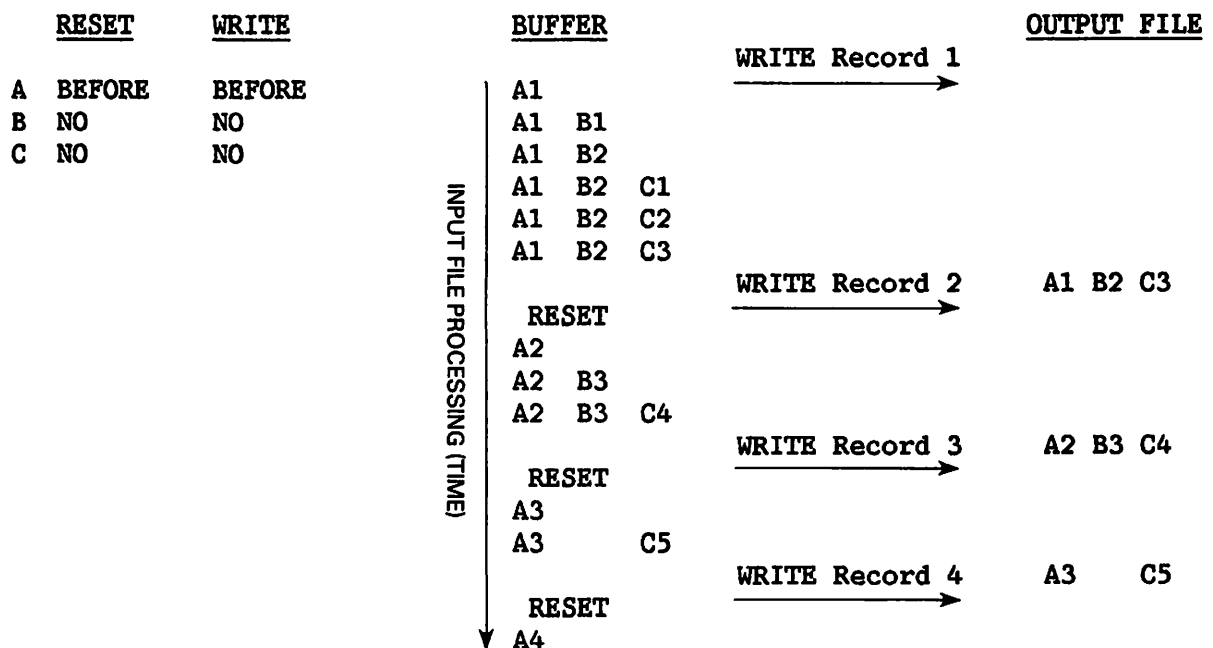 RESET WRITE BUFFER OUTPUT FILE
WRITE Record 1
A BEFORE BEFORE A1
B NO NO A1 B1
C NO NO A1 B2
A1 B2 C1
A1 B2 C2
A1 B2 C3
INPUT FILE PROCESSING (TIME)
WRITE Record 2 A1 B2 C3
RESET
A2
A2 B3
A2 B3 C4
WRITE Record 3 A2 B3 C4
RESET
A3
A3 C5
WRITE Record 4 A3 C5
RESET
A4